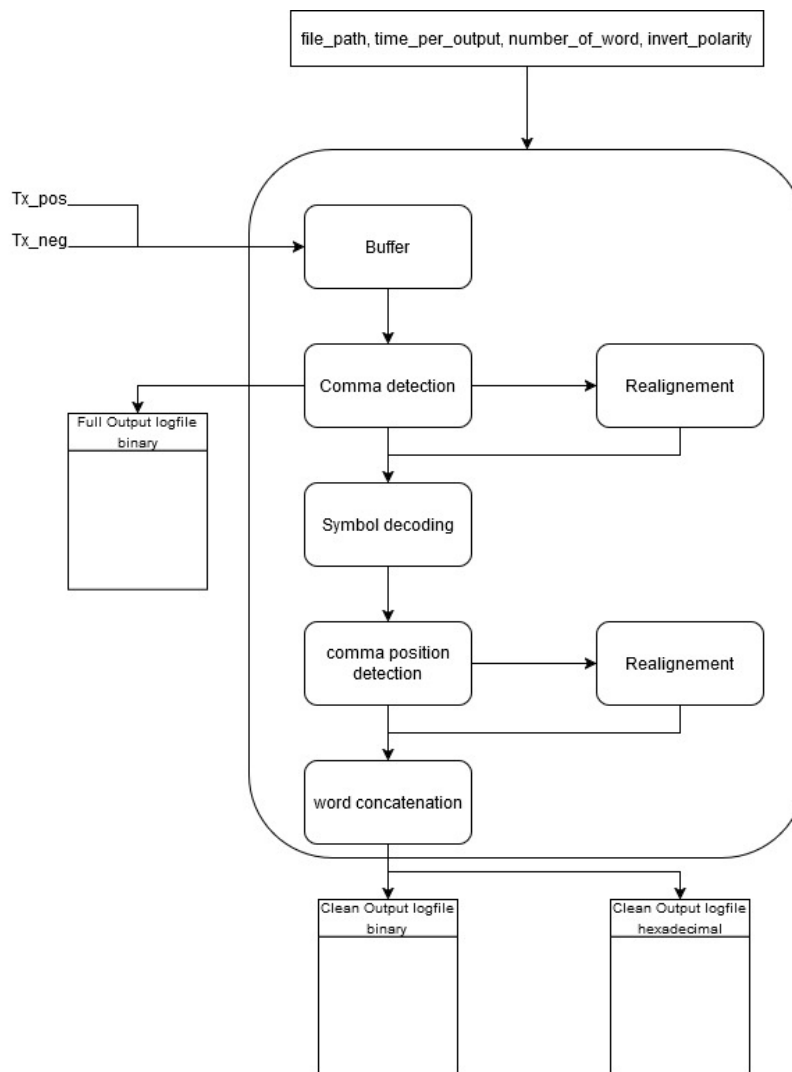 file_path, time_per_output, number_of_word, invert_polarity
Tx_pos
Tx_neg
Buffer
Comma detection
Realignement
Full Output logfile
binary
Symbol decoding
comma position
detection
Realignement
word concatenation
Clean Output logfile
binary
Clean Output logfile
hexadecimal